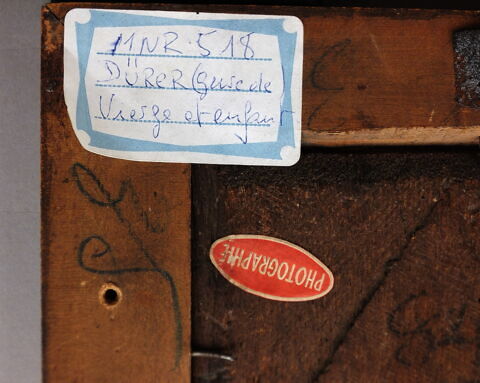 MNR 518
DÜRER (Genre de)
Vierge et enfant
PHOTOGRAPHIE